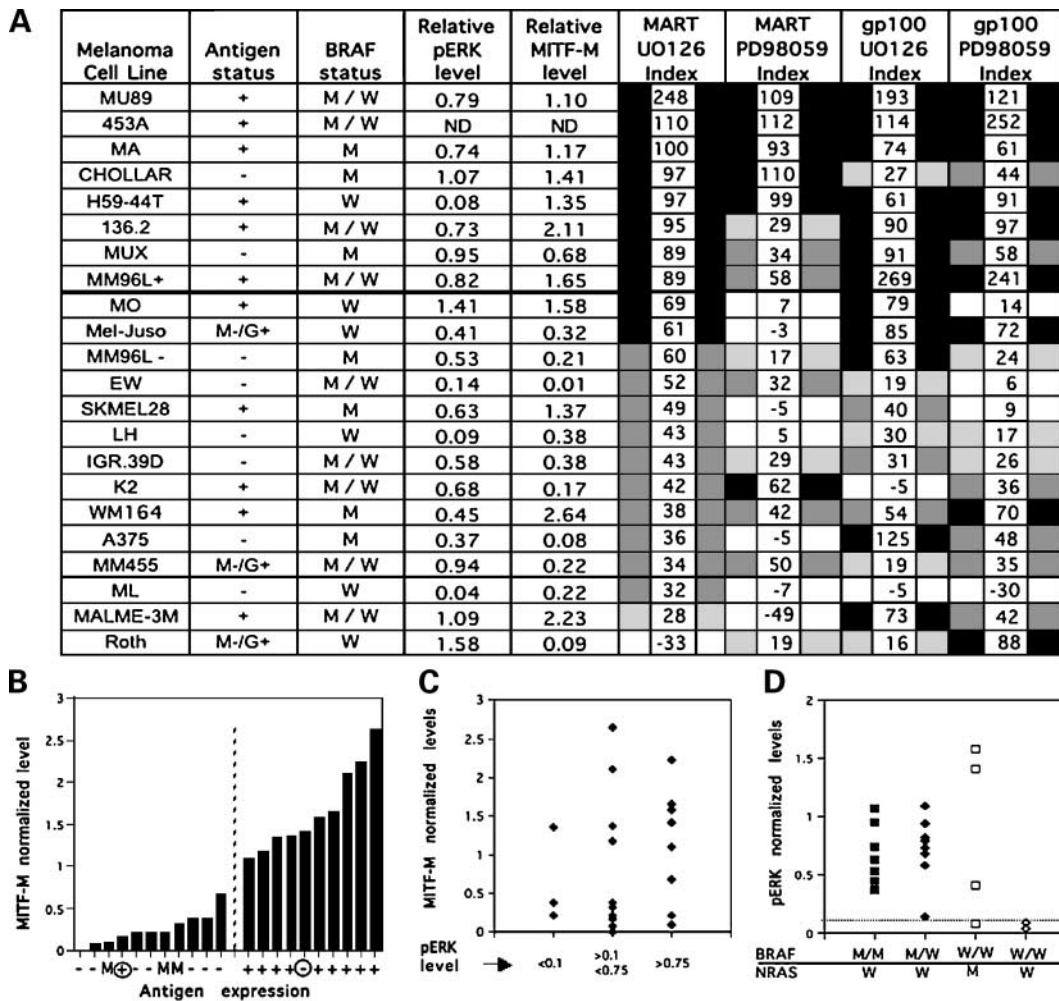 A
Melanoma Cell Line Antigen status BRAF status Relative pERK level Relative MITF-M level MART UO126 Index MART PD98059 Index gp100 UO126 Index gp100 PD98059 Index
MU89 + M / W 0.79 1.10 248 109 193 121
453A + M / W ND ND 110 112 114 252
MA + M 0.74 1.17 100 93 74 61
CHOLLAR - M 1.07 1.41 97 110 27 44
H59-44T + W 0.08 1.35 97 99 61 91
136.2 + M / W 0.73 2.11 95 29 90 97
MUX - M 0.95 0.68 89 34 91 58
MM96L+ + M / W 0.82 1.65 89 58 269 241
MO + W 1.41 1.58 69 7 79 14
Mel-Juso M-/G+ W 0.41 0.32 61 -3 85 72
MM96L - - M 0.53 0.21 60 17 63 24
EW - M / W 0.14 0.01 52 32 19 6
SKMEL28 + M 0.63 1.37 49 -5 40 9
LH - W 0.09 0.38 43 5 30 17
IGR.39D - M / W 0.58 0.38 43 29 31 26
K2 + M / W 0.68 0.17 42 62 -5 36
WM164 + M 0.45 2.64 38 42 54 70
A375 - M 0.37 0.08 36 -5 125 48
MM455 M-/G+ M / W 0.94 0.22 34 50 19 35
ML - W 0.04 0.22 32 -7 -5 -30
MALME-3M + M / W 1.09 2.23 28 -49 73 42
Roth M-/G+ W 1.58 0.09 -33 19 16 88
B
MITF-M normalized level
3
2.5
2
1.5
1
0.5
0
- - M + - - M M - - - + + + + - + + + + +
Antigen expression
C
MITF-M normalized levels
3
2.5
2
1.5
1
0.5
0
pERK level
<0.1
>0.1 <0.75
>0.75
D
pERK normalized levels
2
1.5
1
0.5
0
BRAF M/M M/W W/W W/W
NRAS W W M W